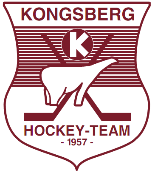 KONGSBERG
K
HOCKEY-TEAM
- 1957 -